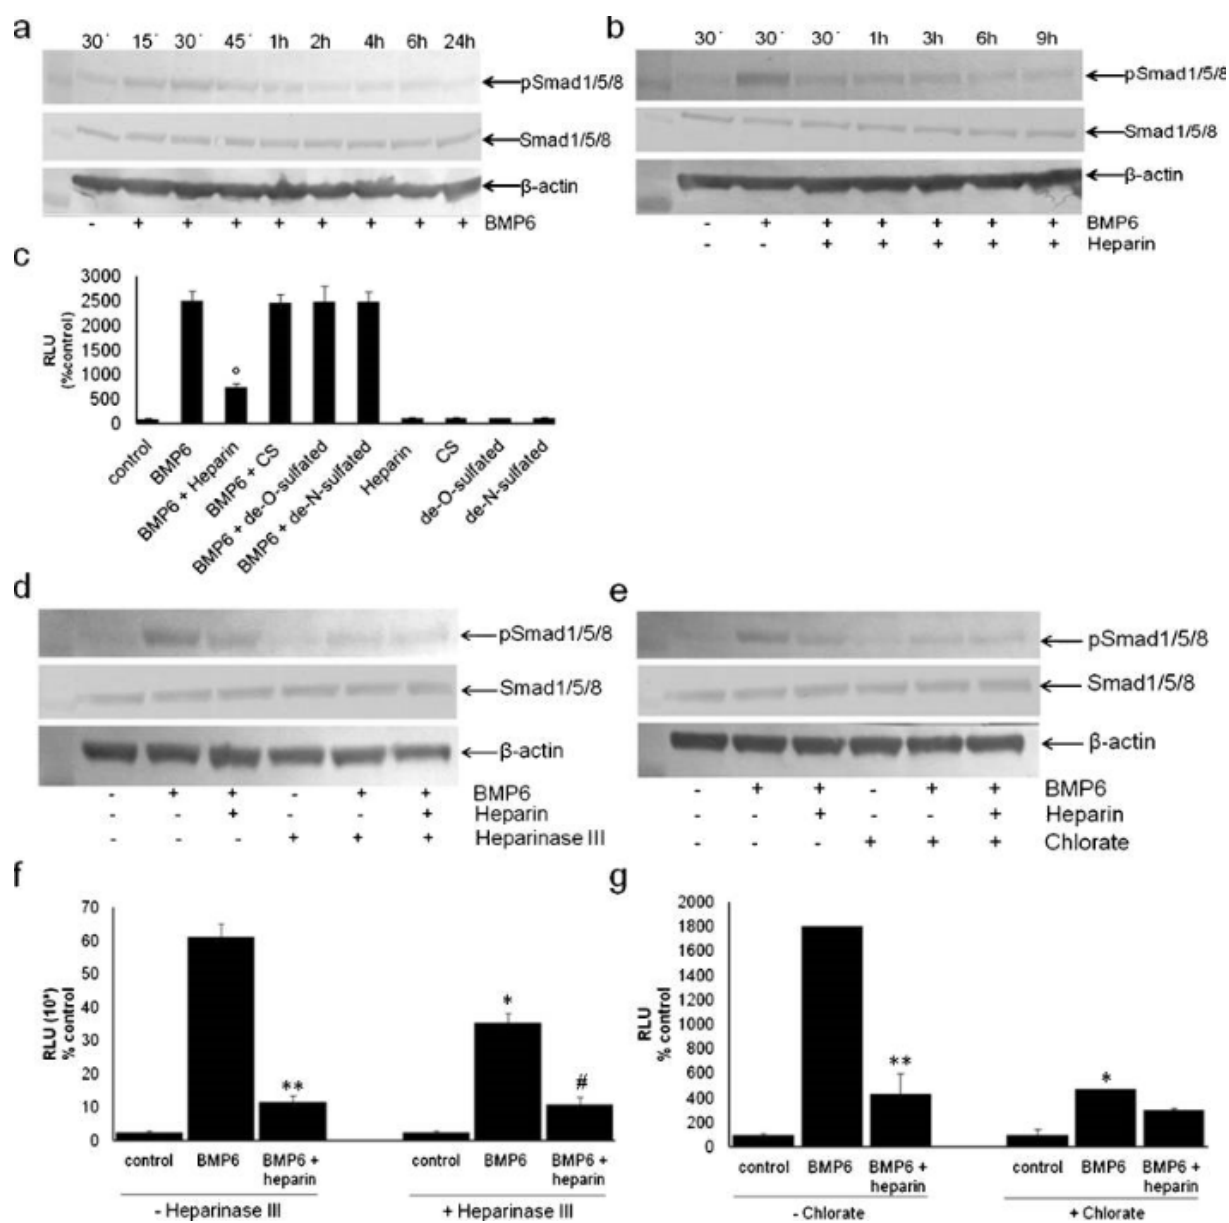 a
30´ 15´ 30´ 45´ 1h 2h 4h 6h 24h
pSmad1/5/8
Smad1/5/8
β-actin
- + + + + + + + + BMP6
b
30´ 30´ 30´ 1h 3h 6h 9h
pSmad1/5/8
Smad1/5/8
β-actin
- + + + + + + BMP6
- - + + + + + Heparin
c
RLU
(%control)
3000
2500
2000
1500
1000
500
0
°
control
BMP6
BMP6 + Heparin
BMP6 + CS
BMP6 + de-O-sulfated
BMP6 + de-N-sulfated
Heparin
CS
de-O-sulfated
de-N-sulfated
d
pSmad1/5/8
Smad1/5/8
β-actin
- + + - + + BMP6
- - + - - + Heparin
- - - + + + Heparinase III
e
pSmad1/5/8
Smad1/5/8
β-actin
- + + - + + BMP6
- - + - - + Heparin
- - - + + + Chlorate
f
% control
70
60
50
40
30
20
10
0
**
*
#
control BMP6 BMP6 + heparin
control BMP6 BMP6 + heparin
- Heparinase III
+ Heparinase III
g
RLU
% control
2000
1800
1600
1400
1200
1000
800
600
400
200
0
**
*
control BMP6 BMP6 + heparin
control BMP6 BMP6 + heparin
- Chlorate
+ Chlorate